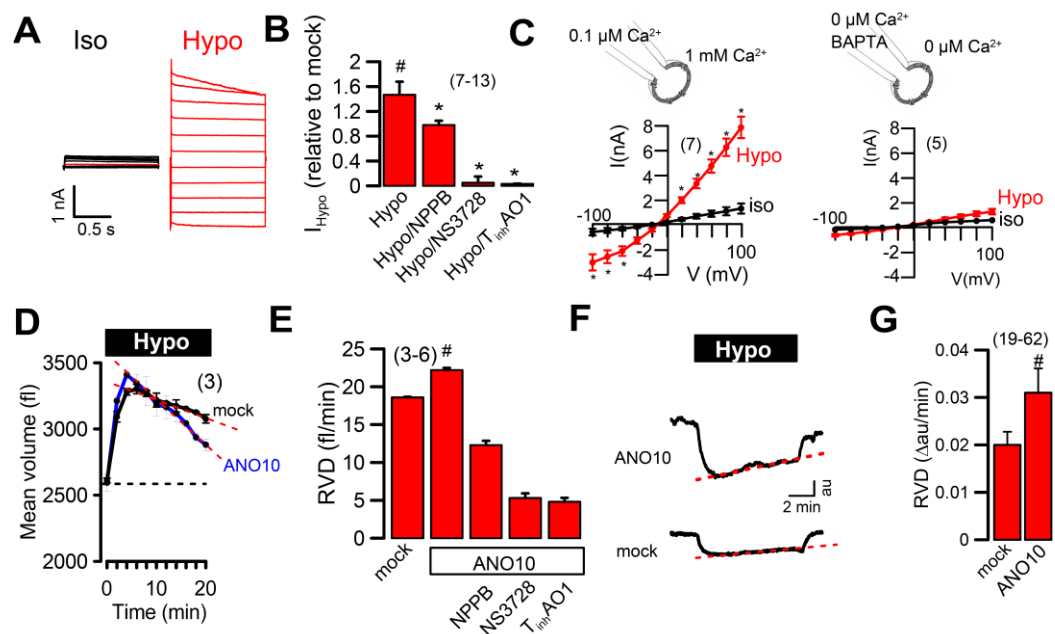 A
Iso
Hypo
1 nA
0.5 s
B
I_Hypo (relative to mock)
2
1.6
1.2
0.8
0.4
0
#
(7-13)
*
*
*
Hypo
Hypo/NPPB
Hypo/NS3728
Hypo/T_inhAO1
C
0.1 µM Ca²⁺
1 mM Ca²⁺
I(nA)
8
6
4
2
-2
-4
(7)
* * * * *
Hypo
iso
-100
100
V (mV)
* * *
0 µM Ca²⁺
BAPTA
0 µM Ca²⁺
I(nA)
8
6
4
2
-2
-4
(5)
Hypo
iso
-100
100
V(mV)
D
Hypo
Mean volume (fl)
3500
3000
2500
2000
(3)
mock
ANO10
0
10
20
Time (min)
E
RVD (fl/min)
25
20
15
10
5
0
(3-6)
#
mock
ANO10
NPPB
NS3728
T_inhAO1
F
Hypo
ANO10
au
2 min
mock
G
RVD (Δau/min)
0.04
0.03
0.02
0.01
0
(19-62)
#
mock
ANO10